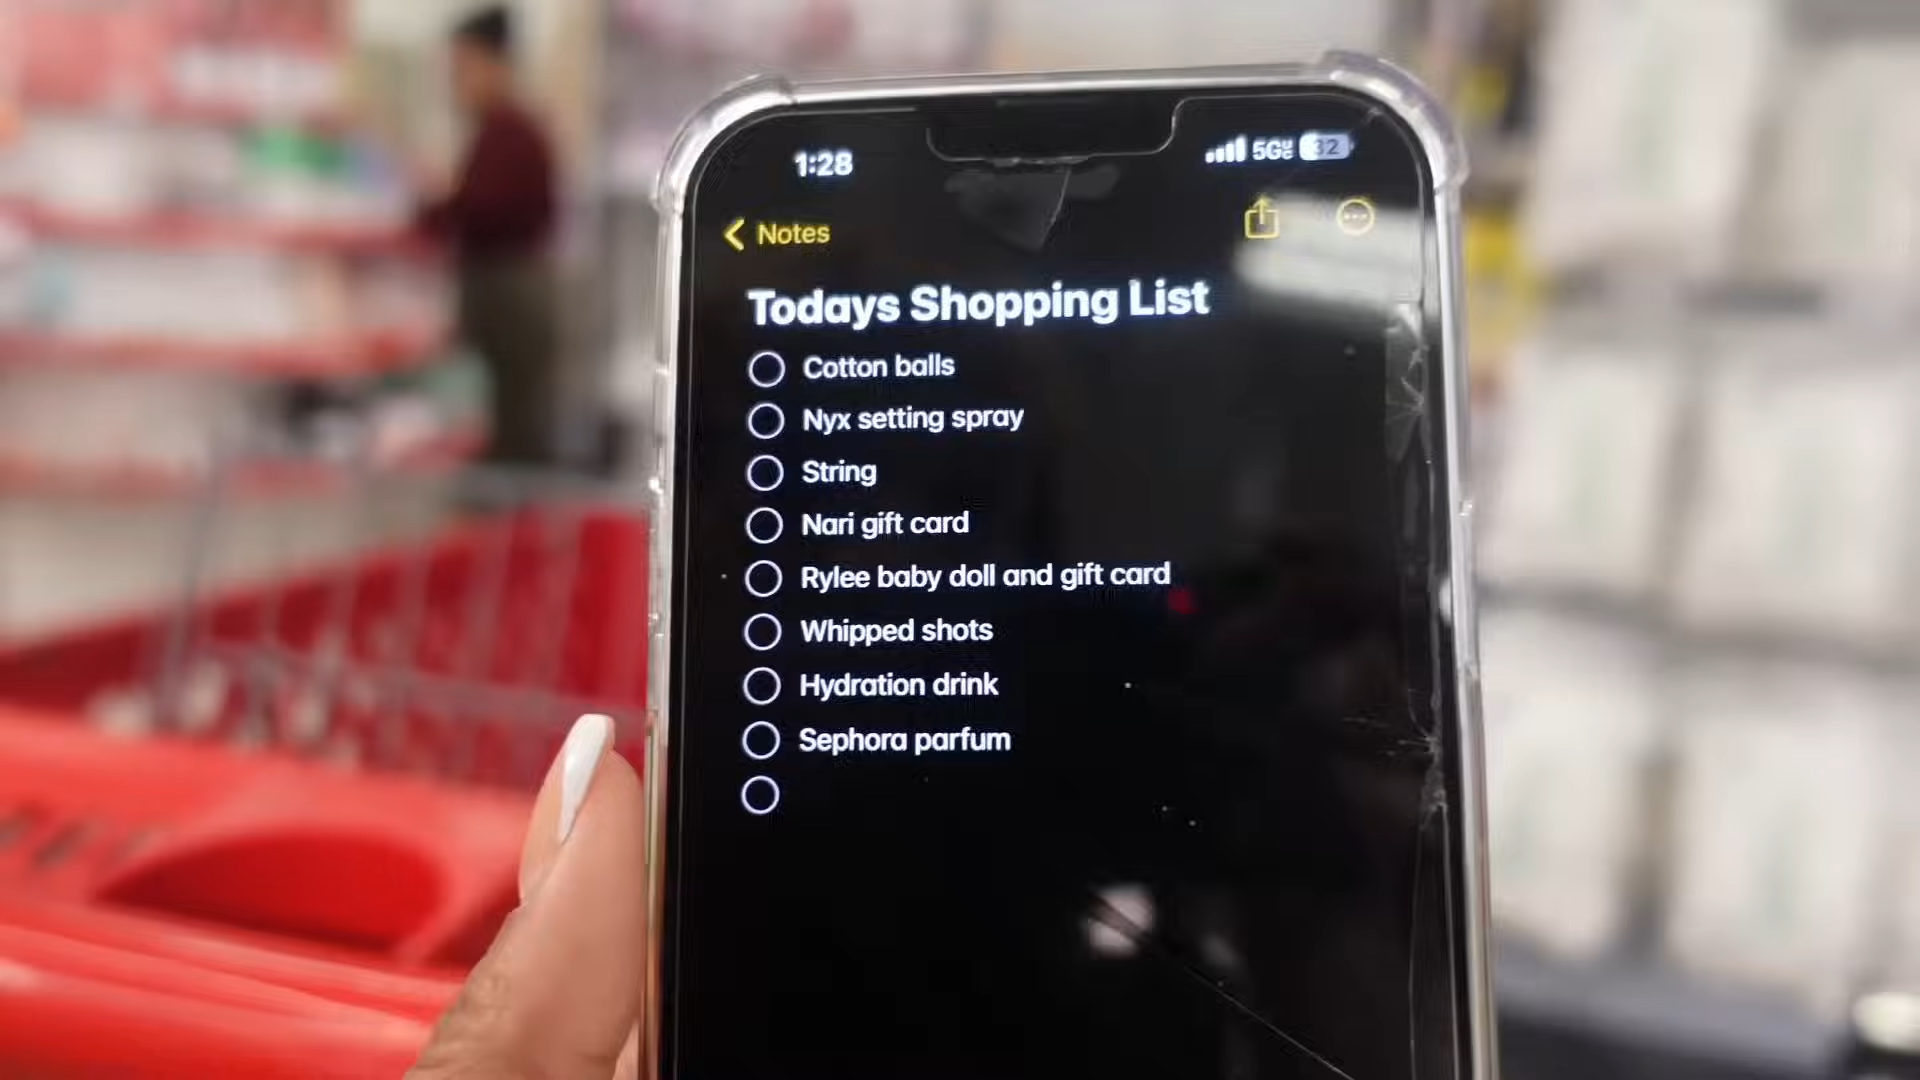 1:28 5G 32
Notes
Todays Shopping List
Cotton balls
Nyx setting spray
String
Nari gift card
Rylee baby doll and gift card
Whipped shots
Hydration drink
Sephora parfum